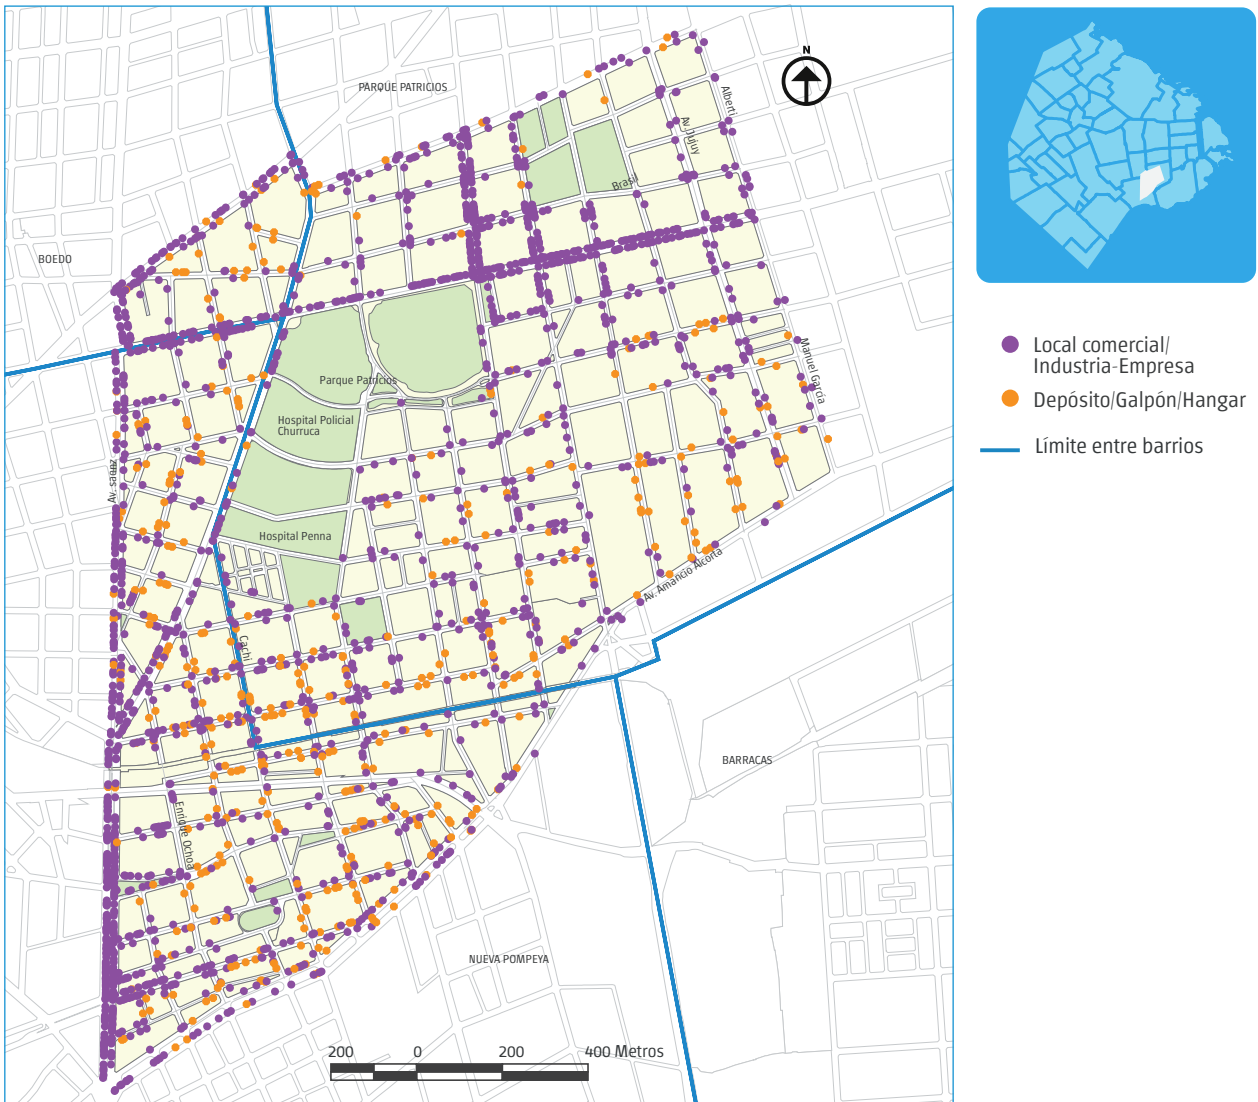 N
PARQUE PATRICIOS
Alberti
Av. Jujuy
Brasil
BOEDO
Manuel García
Parque Patricios
Hospital Policial
Churruca
Av. Sáenz
Hospital Penna
Av. Amancio Alcorta
Cachi
BARRACAS
Enrique Ochoa
NUEVA POMPEYA
200 0 200 400 Metros
Local comercial/
Industria-Empresa
Depósito/Galpón/Hangar
Límite entre barrios